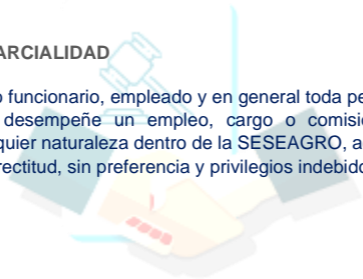 ARCIALIDAD
o funcionario, empleado y en general toda pe
desempeñe un empleo, cargo o comisi
quier naturaleza dentro de la SESEAGRO, a
rectitud, sin preferencia y privilegios indebido